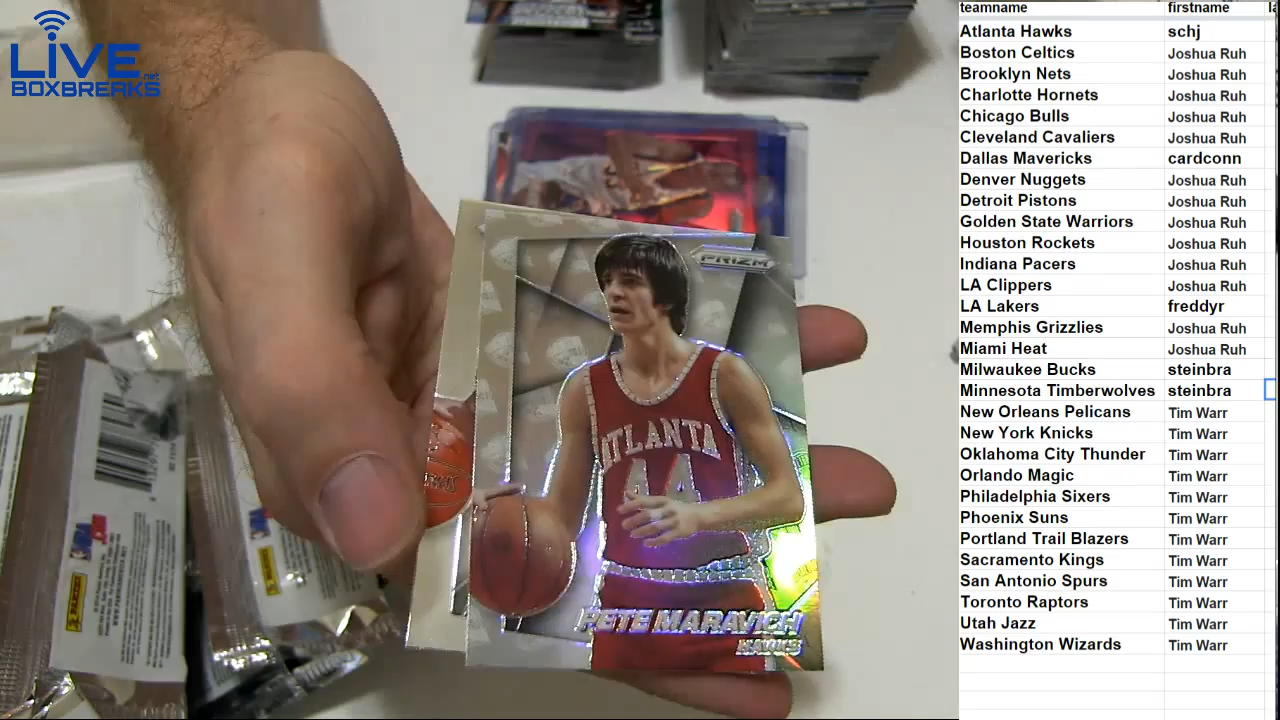 LIVE.net
BOXBREAKS
PRIZM
ATLANTA
44
PETE MARAVICH
HAWKS
PANINI
teamname firstname la
Atlanta Hawks schj
Boston Celtics Joshua Ruh
Brooklyn Nets Joshua Ruh
Charlotte Hornets Joshua Ruh
Chicago Bulls Joshua Ruh
Cleveland Cavaliers Joshua Ruh
Dallas Mavericks cardconn
Denver Nuggets Joshua Ruh
Detroit Pistons Joshua Ruh
Golden State Warriors Joshua Ruh
Houston Rockets Joshua Ruh
Indiana Pacers Joshua Ruh
LA Clippers Joshua Ruh
LA Lakers freddyr
Memphis Grizzlies Joshua Ruh
Miami Heat Joshua Ruh
Milwaukee Bucks steinbra
Minnesota Timberwolves steinbra
New Orleans Pelicans Tim Warr
New York Knicks Tim Warr
Oklahoma City Thunder Tim Warr
Orlando Magic Tim Warr
Philadelphia Sixers Tim Warr
Phoenix Suns Tim Warr
Portland Trail Blazers Tim Warr
Sacramento Kings Tim Warr
San Antonio Spurs Tim Warr
Toronto Raptors Tim Warr
Utah Jazz Tim Warr
Washington Wizards Tim Warr